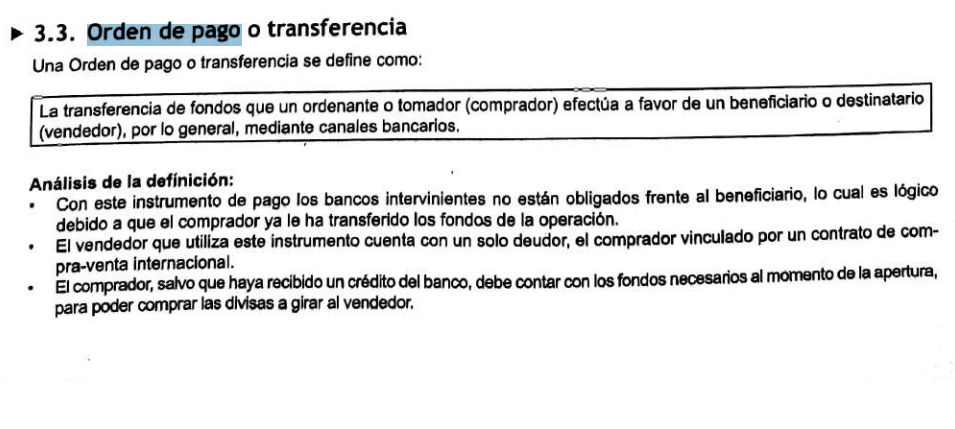 ► 3.3. Orden de pago o transferencia
Una Orden de pago o transferencia se define como:
La transferencia de fondos que un ordenante o tomador (comprador) efectúa a favor de un beneficiario o destinatario
(vendedor), por lo general, mediante canales bancarios.
Análisis de la definición:
• Con este instrumento de pago los bancos intervinientes no están obligados frente al beneficiario, lo cual es lógico
debido a que el comprador ya le ha transferido los fondos de la operación.
• El vendedor que utiliza este instrumento cuenta con un solo deudor, el comprador vinculado por un contrato de com-
pra-venta internacional.
• El comprador, salvo que haya recibido un crédito del banco, debe contar con los fondos necesarios al momento de la apertura,
para poder comprar las divisas a girar al vendedor.